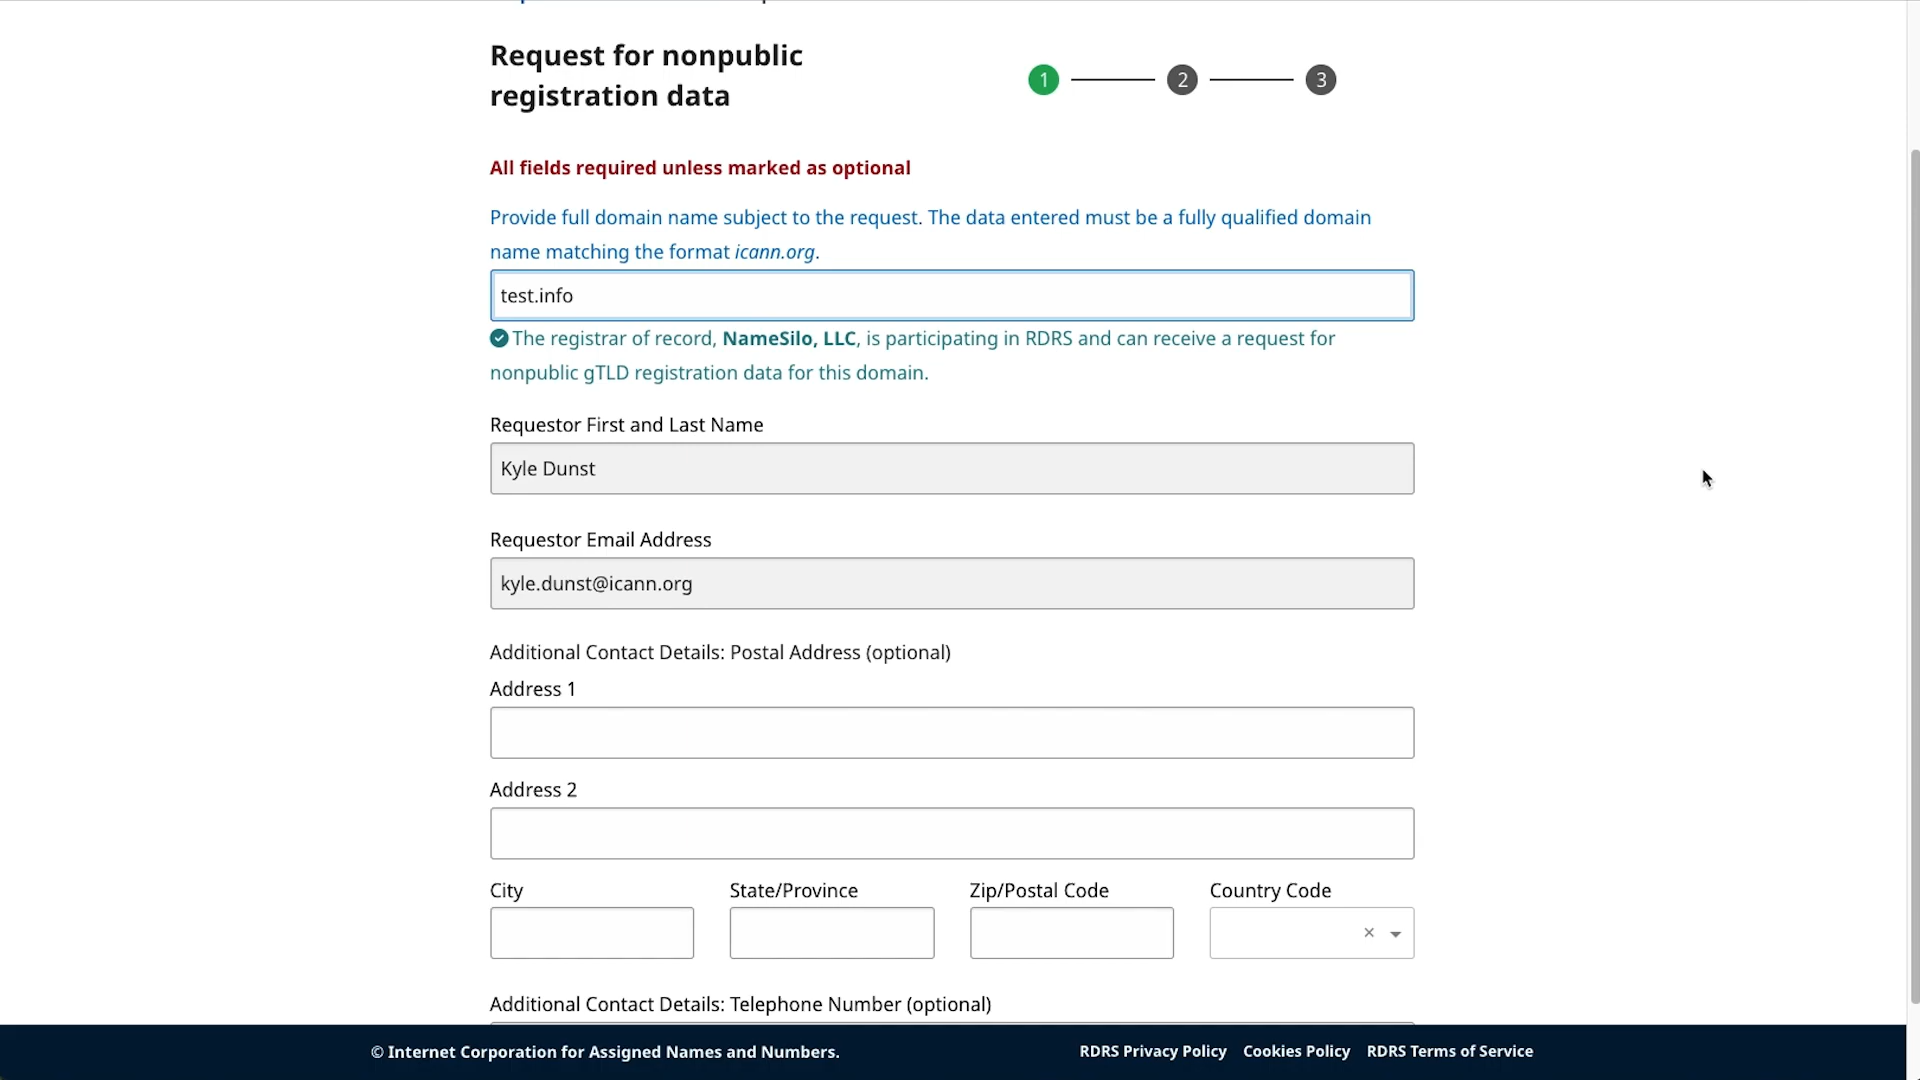 Request for nonpublic
registration data
1
2
3
All fields required unless marked as optional
Provide full domain name subject to the request. The data entered must be a fully qualified domain
name matching the format icann.org.
test.info
The registrar of record, NameSilo, LLC, is participating in RDRS and can receive a request for
nonpublic gTLD registration data for this domain.
Requestor First and Last Name
Kyle Dunst
Requestor Email Address
kyle.dunst@icann.org
Additional Contact Details: Postal Address (optional)
Address 1
Address 2
City State/Province Zip/Postal Code Country Code
Additional Contact Details: Telephone Number (optional)
© Internet Corporation for Assigned Names and Numbers. RDRS Privacy Policy Cookies Policy RDRS Terms of Service